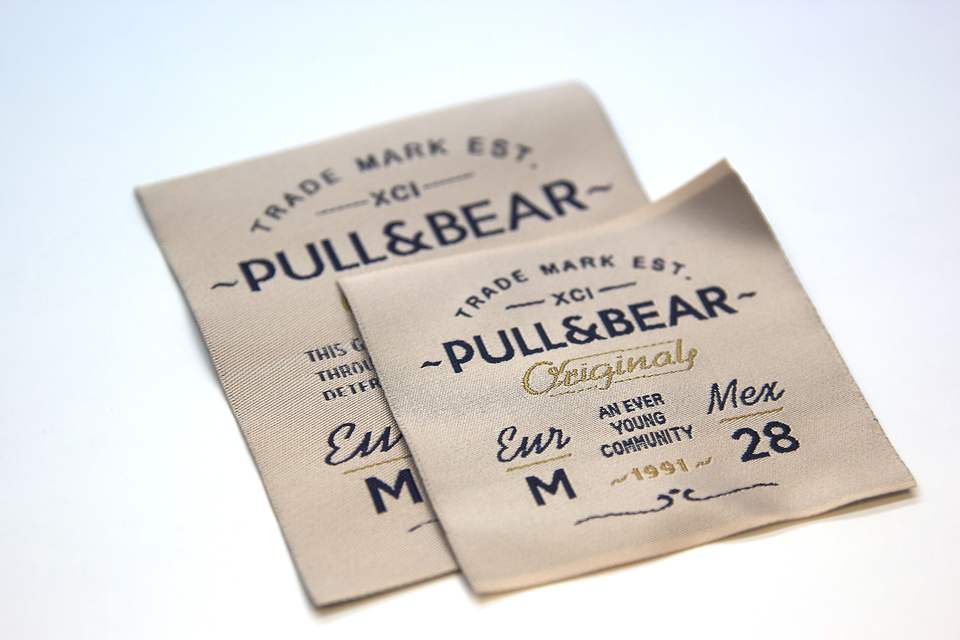 TRADE MARK EST.
XCI
~PULL&BEAR~
THIS
THROU
DETER
Eur
M
TRADE MARK EST.
XCI
~PULL&BEAR~
Originals
Eur
M
AN EVER
YOUNG
COMMUNITY
~1991~
Mex
28